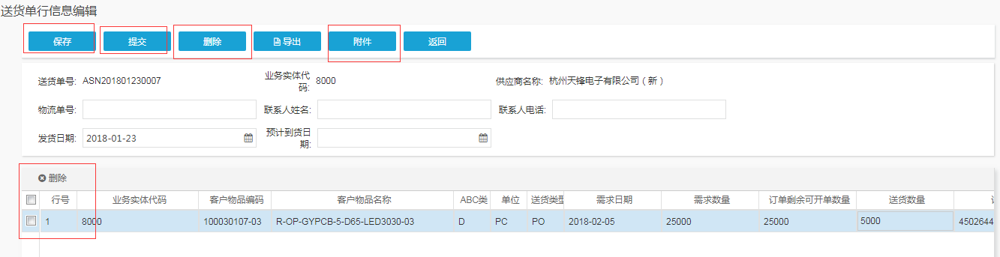 送货单行信息编辑
保存 提交 删除 导出 附件 返回
送货单号: ASN201801230007 业务实体代码: 8000 供应商名称: 杭州天锋电子有限公司（新）
物流单号: 联系人姓名: 联系人电话:
发货日期: 2018-01-23 预计到货日期:
删除
行号 业务实体代码 客户物品编码 客户物品名称 ABC类 单位 送货类型 需求日期 需求数量 订单剩余可开单数量 送货数量
1 8000 100030107-03 R-OP-GYPCB-5-D65-LED3030-03 D PC PO 2018-02-05 25000 25000 5000 4502644